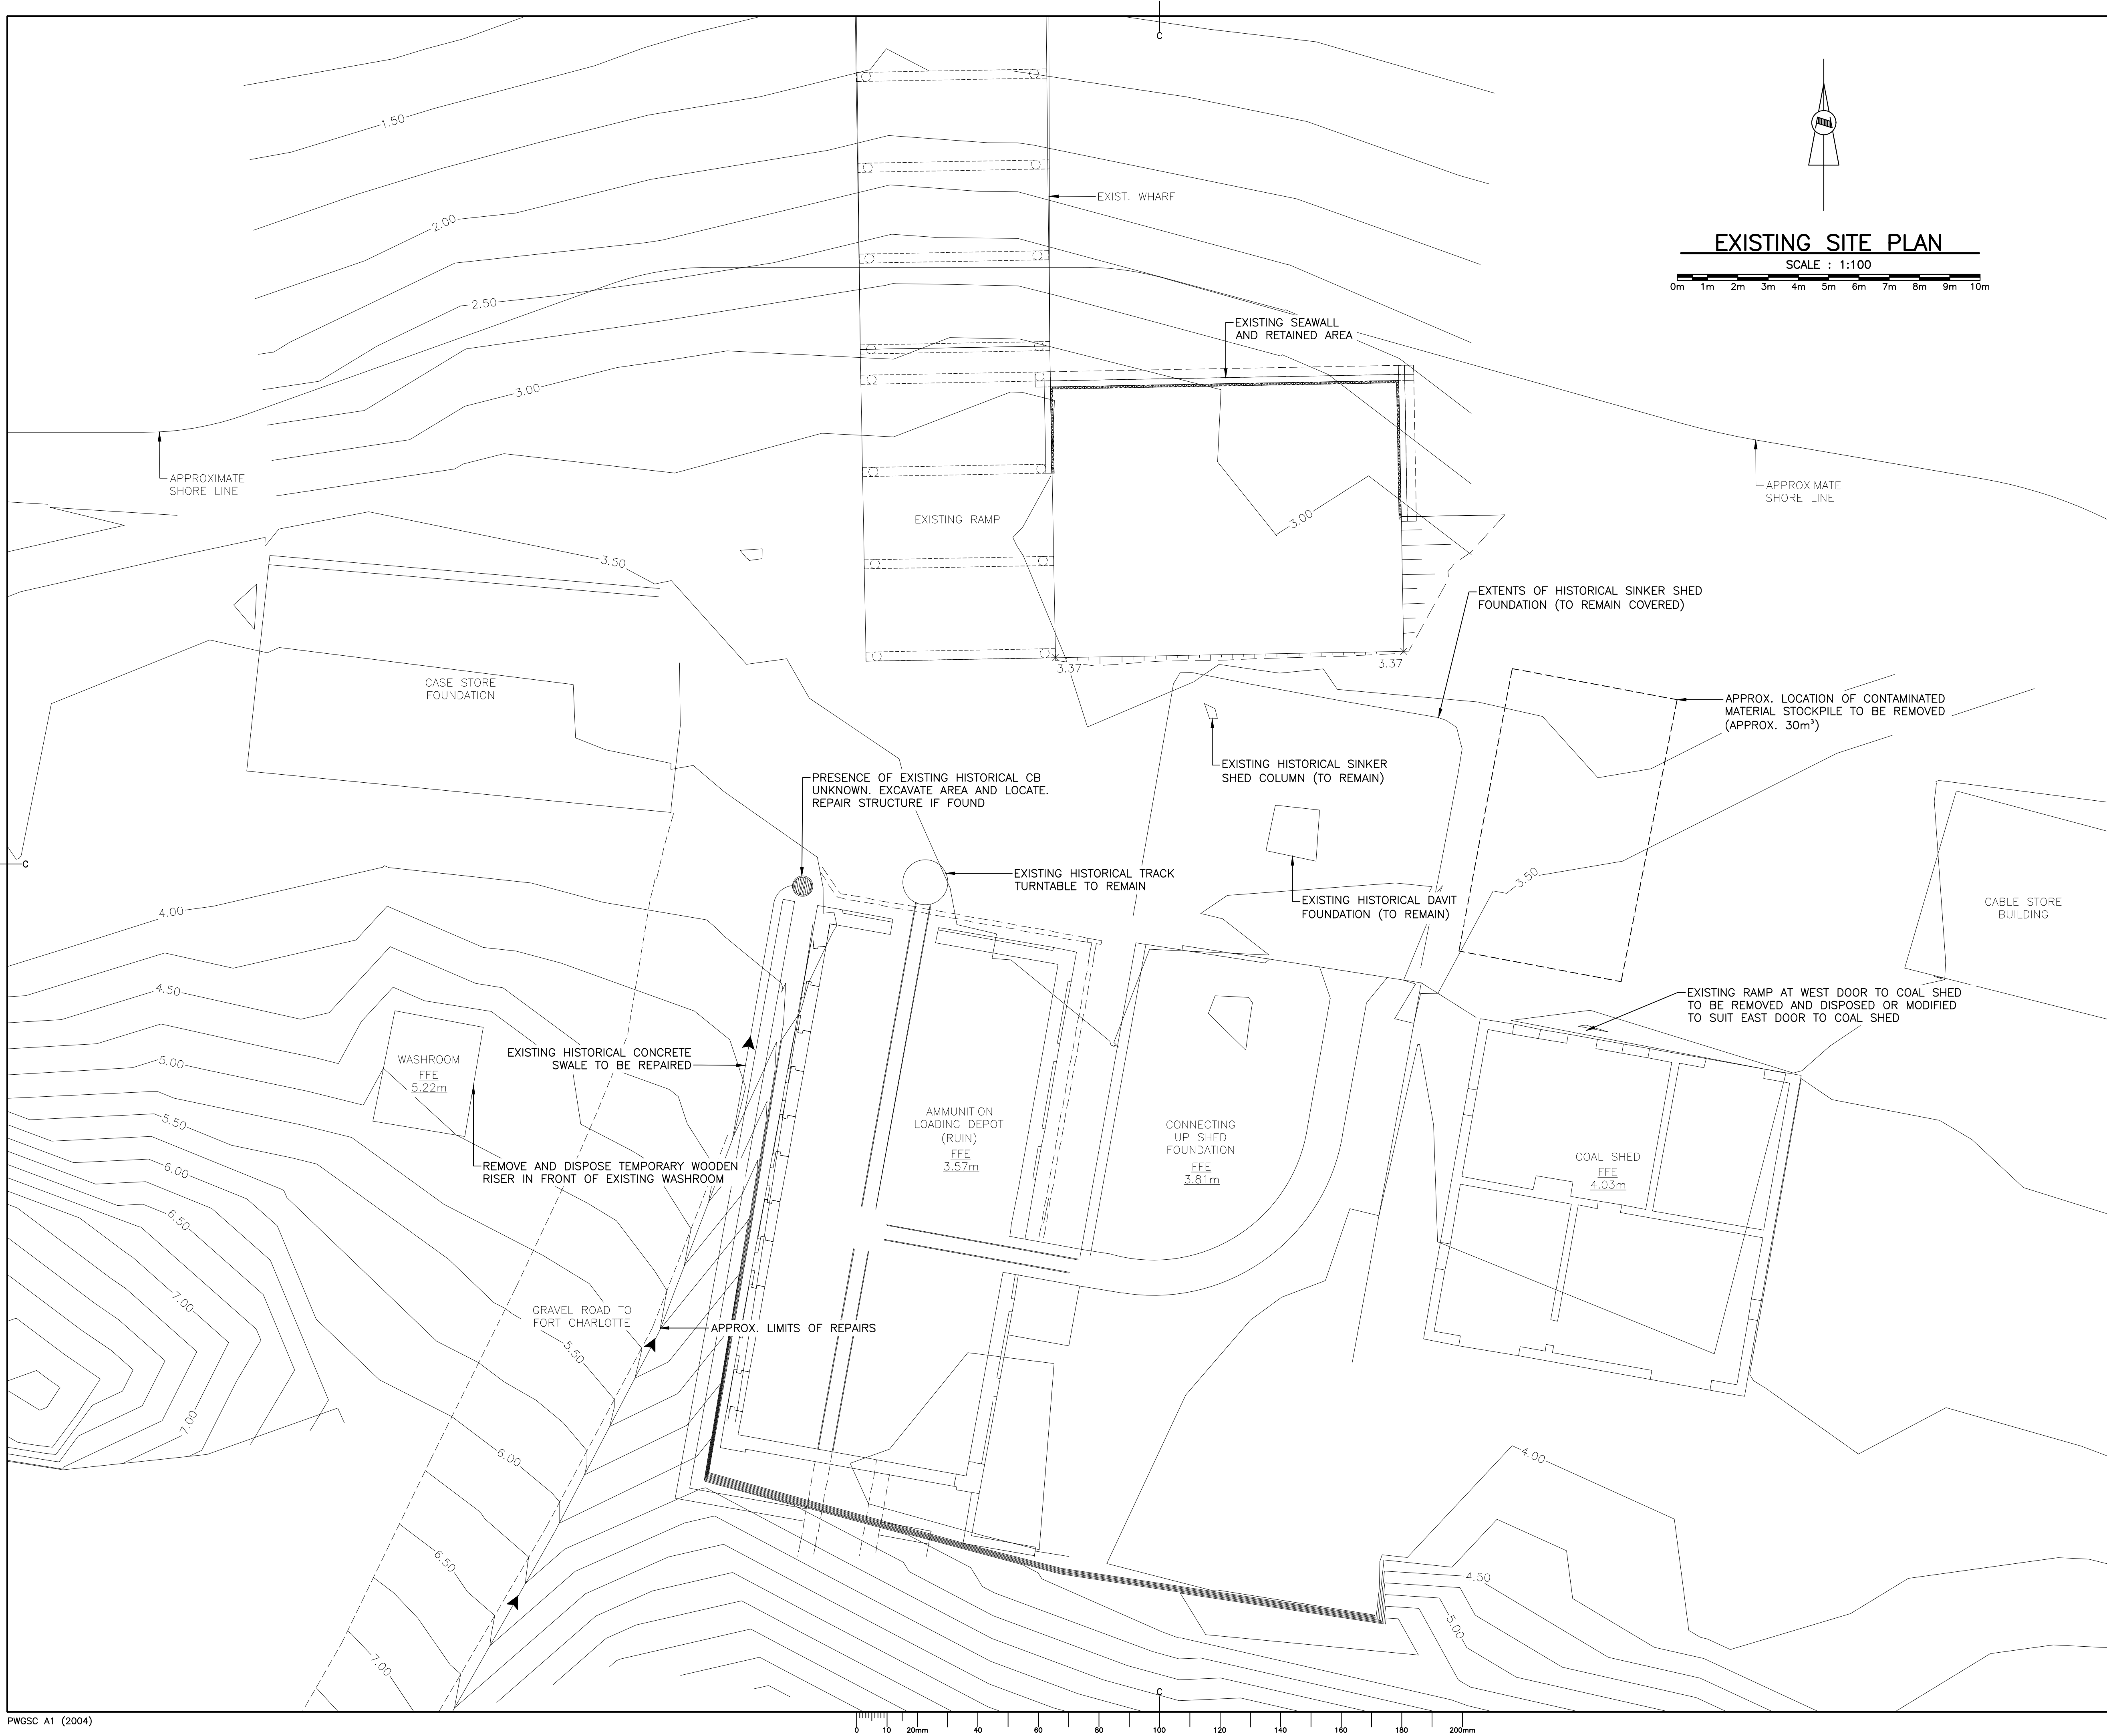 C
1.50
2.00
EXIST. WHARF
EXISTING SITE PLAN
SCALE : 1:100
0m 1m 2m 3m 4m 5m 6m 7m 8m 9m 10m
2.50
EXISTING SEAWALL
AND RETAINED AREA
3.00
APPROXIMATE
SHORE LINE
APPROXIMATE
SHORE LINE
EXISTING RAMP
3.00
3.50
EXTENTS OF HISTORICAL SINKER SHED
FOUNDATION (TO REMAIN COVERED)
3.37
3.37
CASE STORE
FOUNDATION
APPROX. LOCATION OF CONTAMINATED
MATERIAL STOCKPILE TO BE REMOVED
(APPROX. 30m³)
EXISTING HISTORICAL SINKER
SHED COLUMN (TO REMAIN)
PRESENCE OF EXISTING HISTORICAL CB
UNKNOWN. EXCAVATE AREA AND LOCATE.
REPAIR STRUCTURE IF FOUND
C
EXISTING HISTORICAL TRACK
TURNTABLE TO REMAIN
3.50
EXISTING HISTORICAL DAVIT
FOUNDATION (TO REMAIN)
CABLE STORE
BUILDING
4.00
4.50
EXISTING RAMP AT WEST DOOR TO COAL SHED
TO BE REMOVED AND DISPOSED OR MODIFIED
TO SUIT EAST DOOR TO COAL SHED
5.00
WASHROOM
FFE
5.22m
EXISTING HISTORICAL CONCRETE
SWALE TO BE REPAIRED
5.50
AMMUNITION
LOADING DEPOT
(RUIN)
FFE
3.57m
CONNECTING
UP SHED
FOUNDATION
FFE
3.81m
COAL SHED
FFE
4.03m
6.00
REMOVE AND DISPOSE TEMPORARY WOODEN
RISER IN FRONT OF EXISTING WASHROOM
6.50
7.00
GRAVEL ROAD TO
FORT CHARLOTTE
APPROX. LIMITS OF REPAIRS
5.50
7.00
6.00
4.00
6.50
4.50
5.00
7.00
C
PWGSC A1 (2004)
0 10 20mm 40 60 80 100 120 140 160 180 200mm